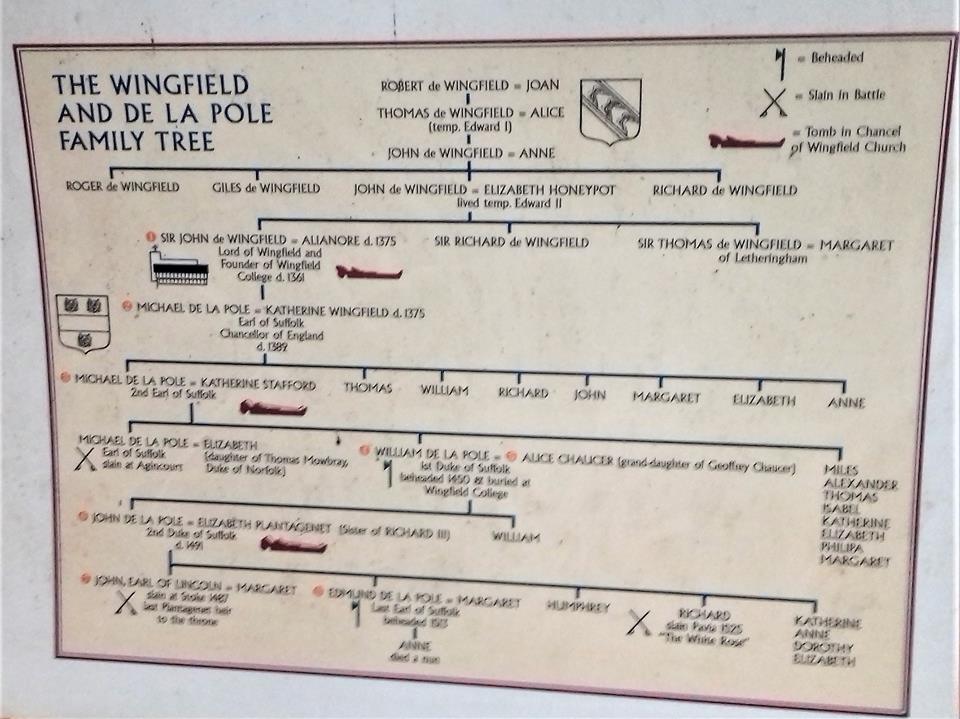 THE WINGFIELD
AND DE LA POLE
FAMILY TREE
= Beheaded
= Slain in Battle
= Tomb in Chancel
of Wingfield Church
ROBERT de WINGFIELD = JOAN
THOMAS de WINGFIELD = ALICE
(temp. Edward I)
JOHN de WINGFIELD = ANNE
ROGER de WINGFIELD GILES de WINGFIELD JOHN de WINGFIELD = ELIZABETH HONEYPOT RICHARD de WINGFIELD
lived temp. Edward II
1 SIR JOHN de WINGFIELD = ALIANORE d. 1375 SIR RICHARD de WINGFIELD SIR THOMAS de WINGFIELD = MARGARET
Lord of Wingfield and of Letheringham
Founder of Wingfield
College d. 1361
2 MICHAEL DE LA POLE = KATHERINE WINGFIELD d. 1375
Earl of Suffolk
Chancellor of England
d. 1389
MICHAEL DE LA POLE = KATHERINE STAFFORD THOMAS WILLIAM RICHARD JOHN MARGARET ELIZABETH ANNE
2nd Earl of Suffolk
MICHAEL DE LA POLE = ELIZABETH
Earl of Suffolk (daughter of Thomas Mowbray,
slain at Agincourt Duke of Norfolk)
WILLIAM DE LA POLE = ALICE CHAUCER (grand-daughter of Geoffrey Chaucer)
1st Duke of Suffolk
beheaded 1450 & buried at
Wingfield College
MILES
ALEXANDER
THOMAS
ISABEL
KATHERINE
ELIZABETH
PHILIPA
MARGARET
JOHN DE LA POLE = ELIZABETH PLANTAGENET (Sister of RICHARD III) WILLIAM
2nd Duke of Suffolk
d. 1491
JOHN, EARL OF LINCOLN = MARGARET
slain at Stoke 1487
last Plantagenet heir
to the throne
EDMUND DE LA POLE = MARGARET
Last Earl of Suffolk
beheaded 1513
ANNE
died a nun
HUMPHREY
RICHARD
slain Pavia 1525
"The White Rose"
KATHERINE
ANNE
DOROTHY
ELIZABETH